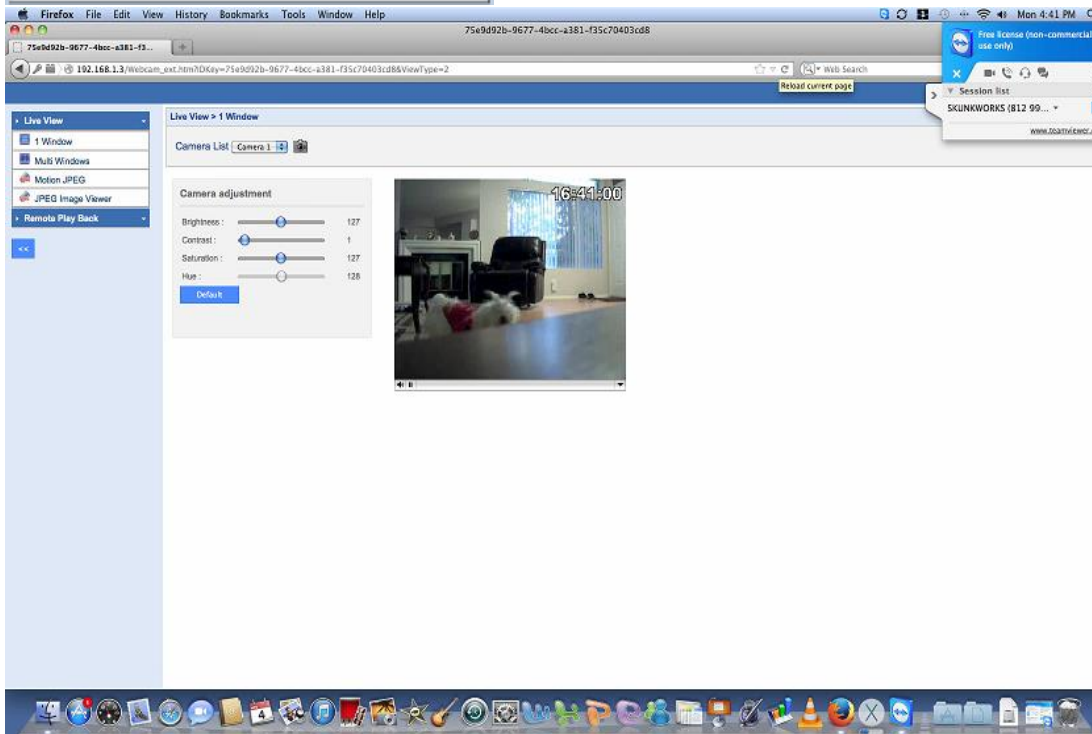 Firefox File Edit View History Bookmarks Tools Window Help
Mon 4:41 PM
75e9d92b-9677-4bcc-a381-f35c70403cd8
75e9d92b-9677-4bcc-a381-f3...
192.168.1.3/Webcam_ext.htm?IDKey=75e9d92b-9677-4bcc-a381-f35c70403cd8&ViewType=2
Web Search
Reload current page
Free license (non-commercial
use only)
Session list
SKUNKWORKS (812 99...
www.teamviewer.
Live View
1 Window
Multi Windows
Motion JPEG
JPEG Image Viewer
Remote Play Back
<<
Live View > 1 Window
Camera List Camera 1
Camera adjustment
Brightness : 127
Contrast : 1
Saturation : 127
Hue : 128
Default
16:41:00
4